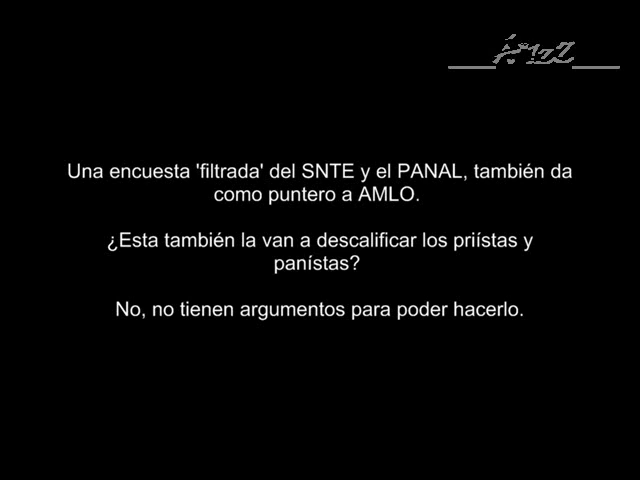 Una encuesta 'filtrada' del SNTE y el PANAL, también da
como puntero a AMLO.
¿Esta también la van a descalificar los priístas y
panístas?
No, no tienen argumentos para poder hacerlo.